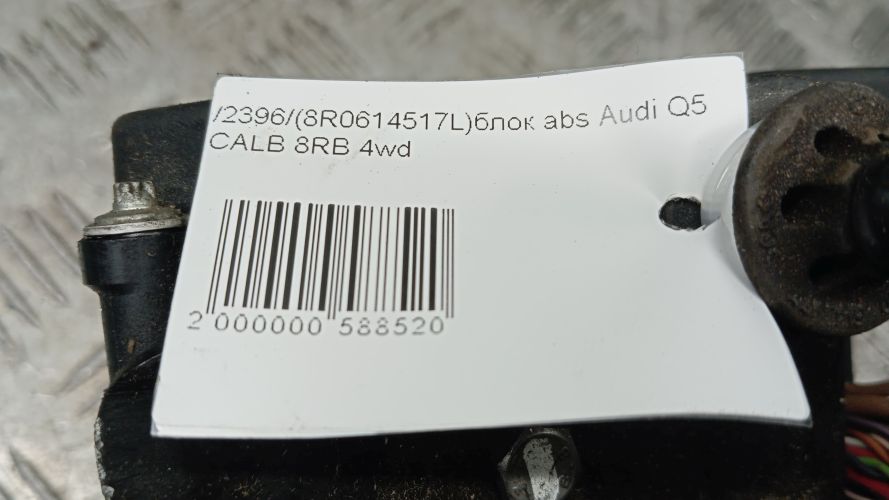 /2396/(8R0614517L)блок abs Audi Q5
CALB 8RB 4wd
2 000000 588520